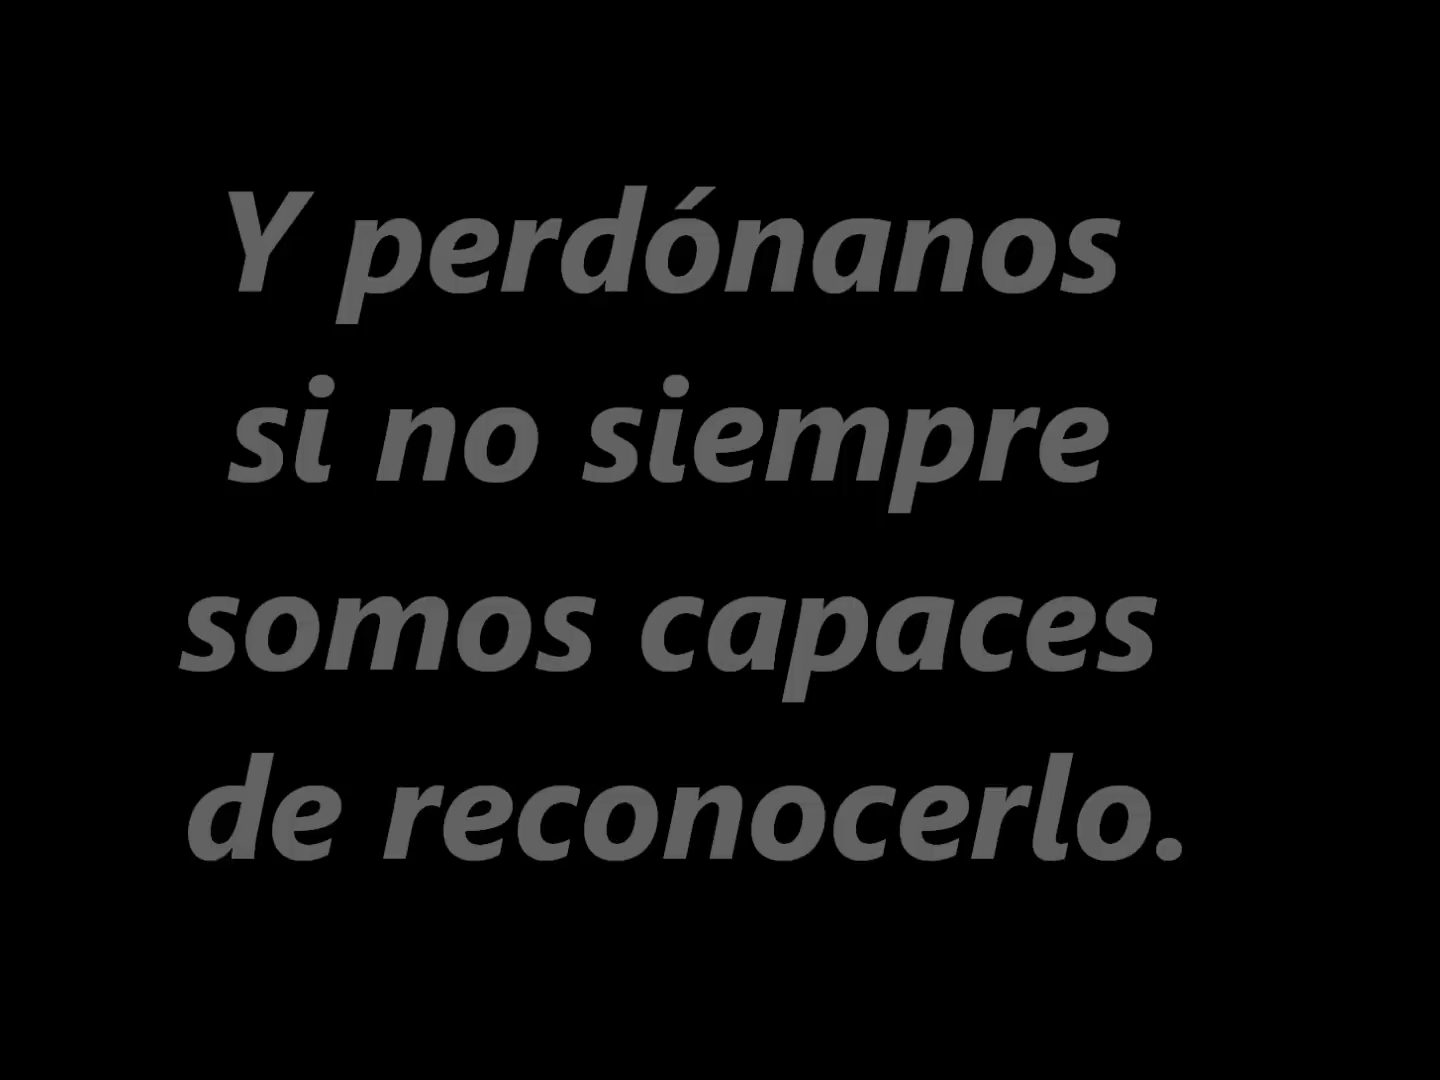 Y perdónanos
si no siempre
somos capaces
de reconocerlo.